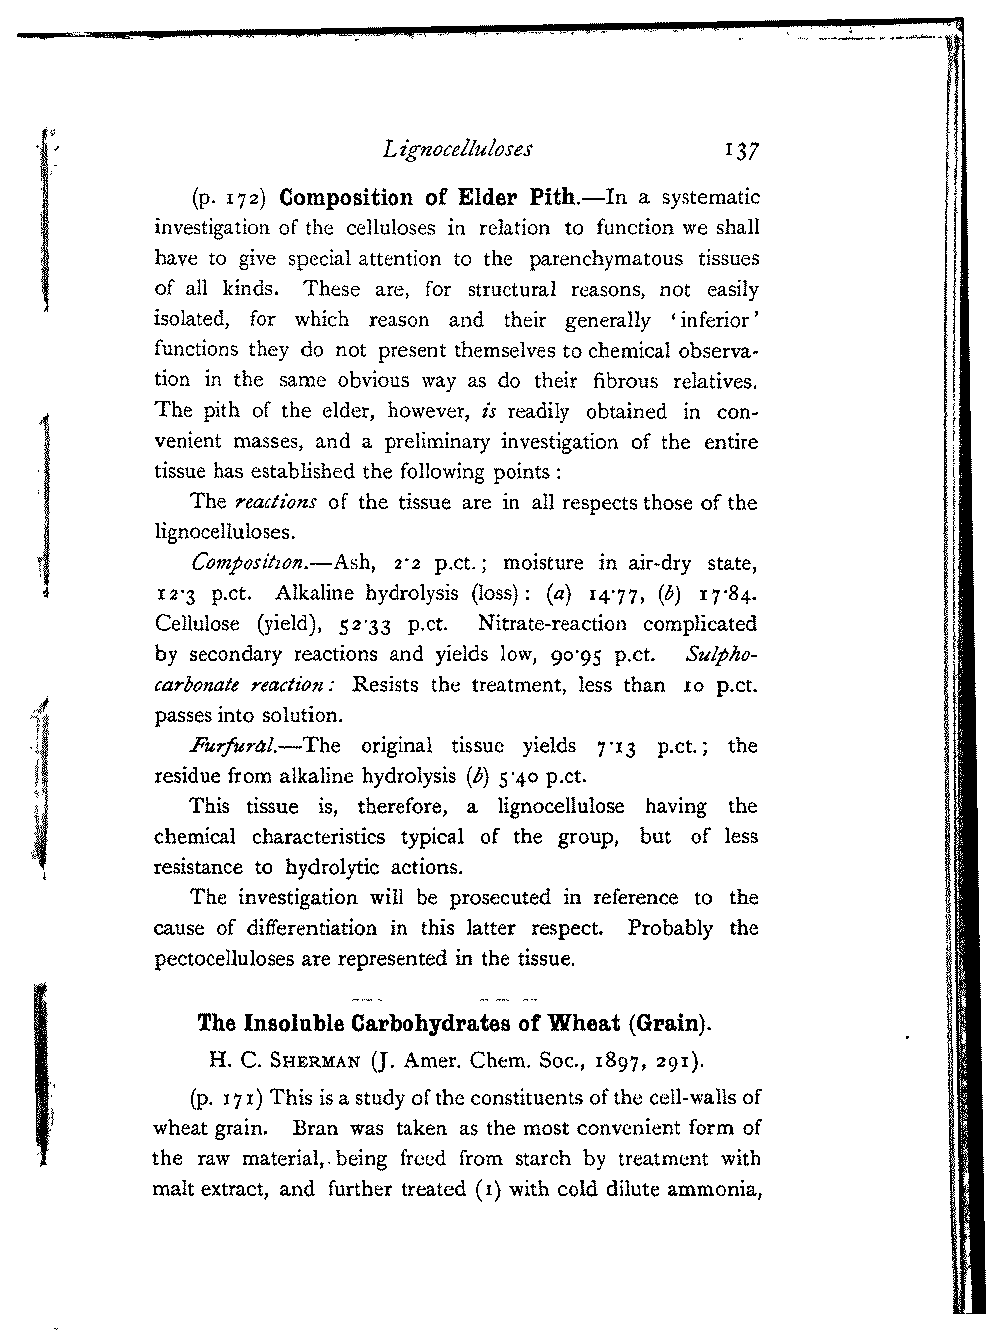 Lignocelluloses 137
(p. 172) Composition of Elder Pith.—In a systematic
investigation of the celluloses in relation to function we shall
have to give special attention to the parenchymatous tissues
of all kinds. These are, for structural reasons, not easily
isolated, for which reason and their generally ‘inferior’
functions they do not present themselves to chemical observa-
tion in the same obvious way as do their fibrous relatives.
The pith of the elder, however, is readily obtained in con-
venient masses, and a preliminary investigation of the entire
tissue has established the following points :
The reactions of the tissue are in all respects those of the
lignocelluloses.
Composition.—Ash, 2·2 p.ct. ; moisture in air-dry state,
12·3 p.ct. Alkaline hydrolysis (loss) : (a) 14·77, (b) 17·84.
Cellulose (yield), 52·33 p.ct. Nitrate-reaction complicated
by secondary reactions and yields low, 90·95 p.ct. Sulpho-
carbonate reaction : Resists the treatment, less than 10 p.ct.
passes into solution.
Furfural.—The original tissue yields 7·13 p.ct. ; the
residue from alkaline hydrolysis (b) 5·40 p.ct.
This tissue is, therefore, a lignocellulose having the
chemical characteristics typical of the group, but of less
resistance to hydrolytic actions.
The investigation will be prosecuted in reference to the
cause of differentiation in this latter respect. Probably the
pectocelluloses are represented in the tissue.
The Insoluble Carbohydrates of Wheat (Grain).
H. C. SHERMAN (J. Amer. Chem. Soc., 1897, 291).
(p. 171) This is a study of the constituents of the cell-walls of
wheat grain. Bran was taken as the most convenient form of
the raw material, being freed from starch by treatment with
malt extract, and further treated (1) with cold dilute ammonia,